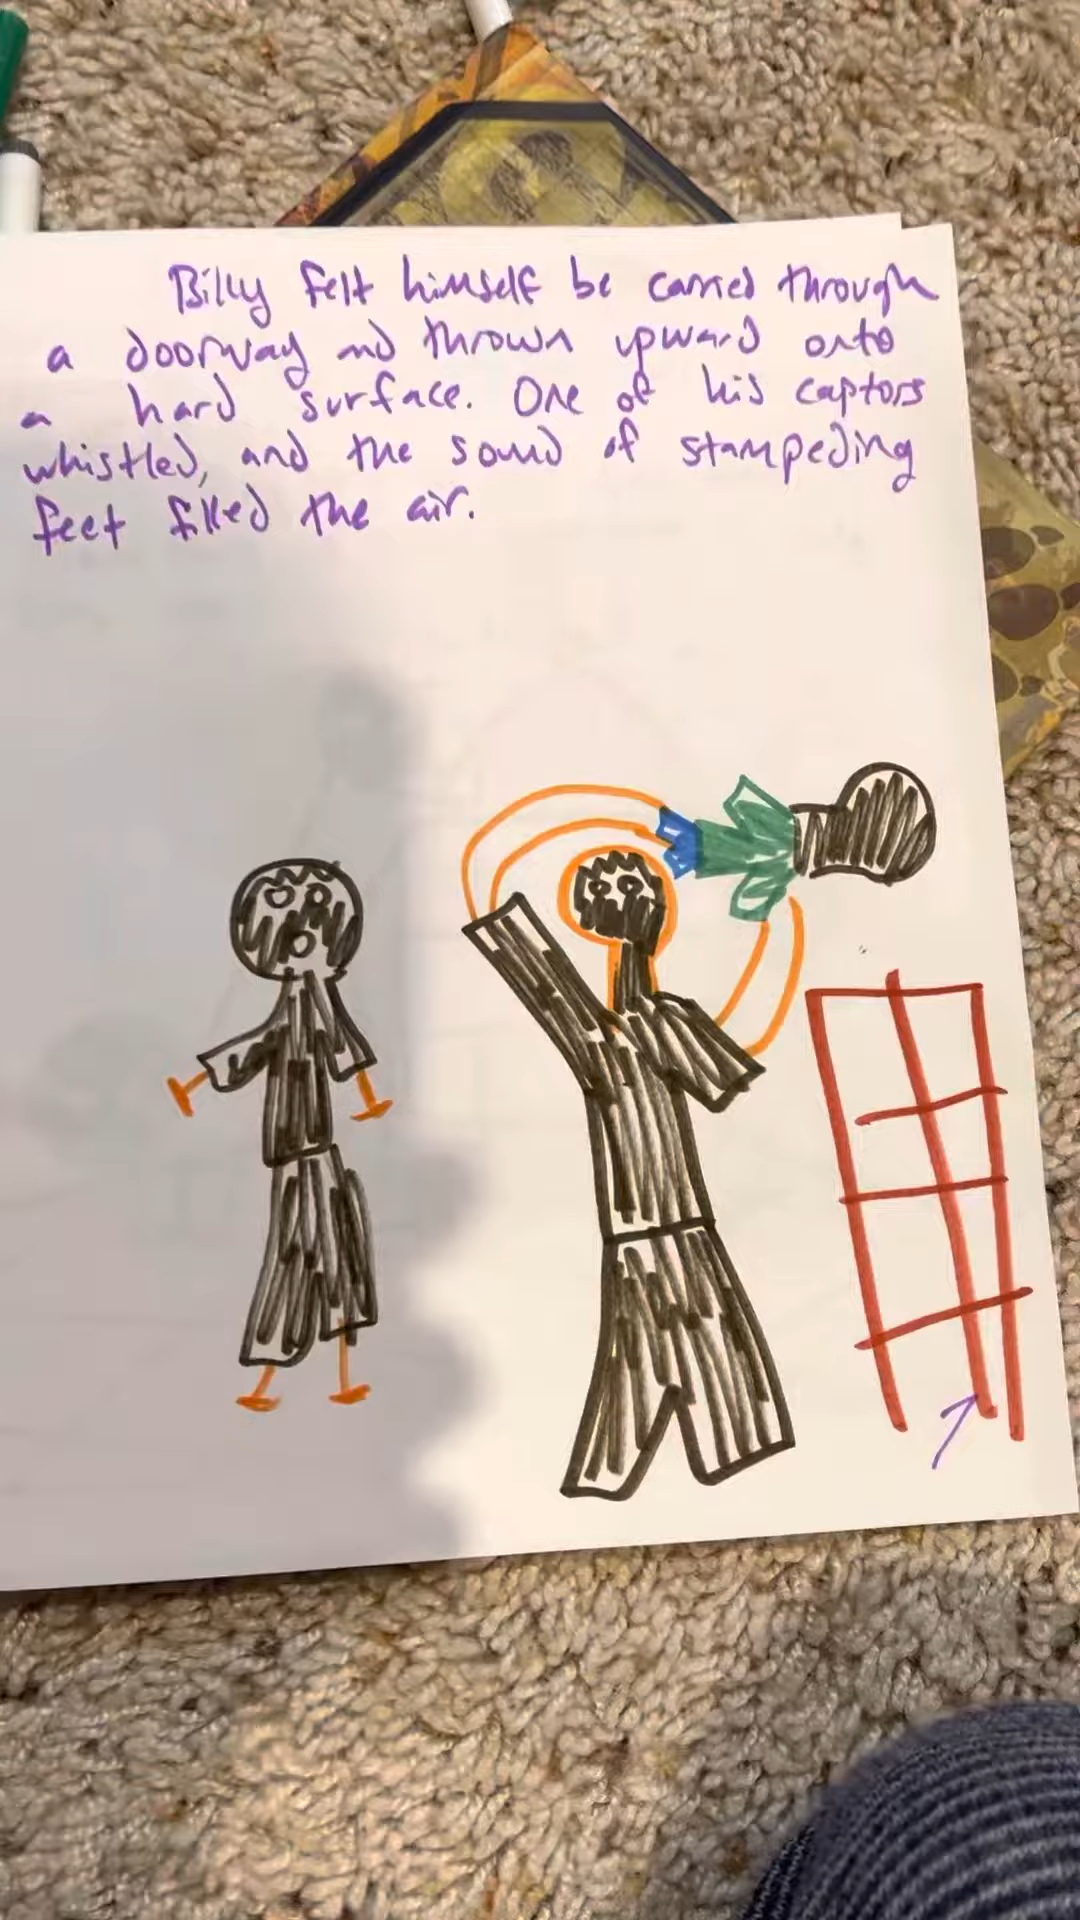 Billy felt himself be carried through
a doorway and thrown upward onto
a hard surface. One of his captors
whistled, and the sound of stampeding
feet filled the air.